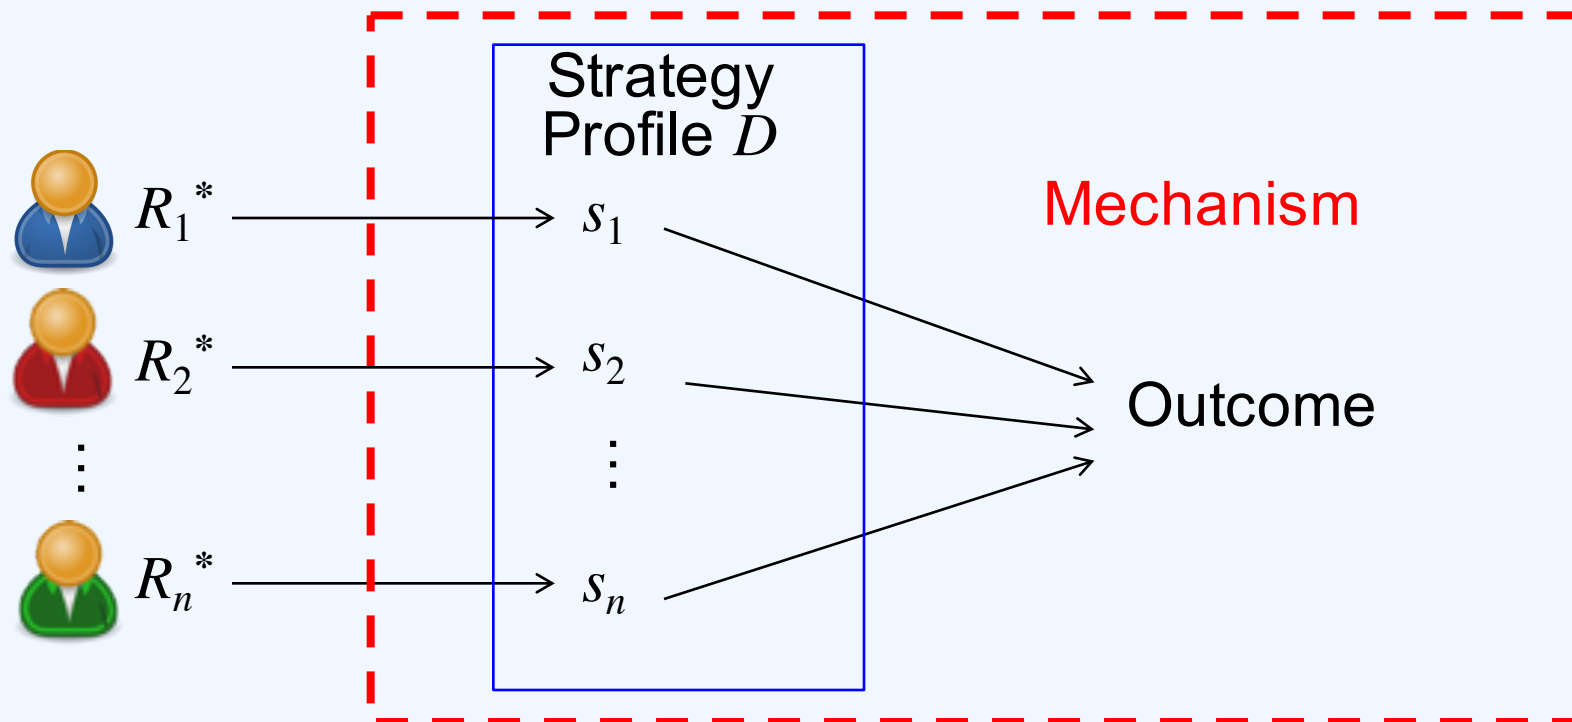 Strategy
Profile D
Mechanism
R₁* s₁
R₂* s₂
Outcome
⋮ ⋮
Rₙ* sₙ